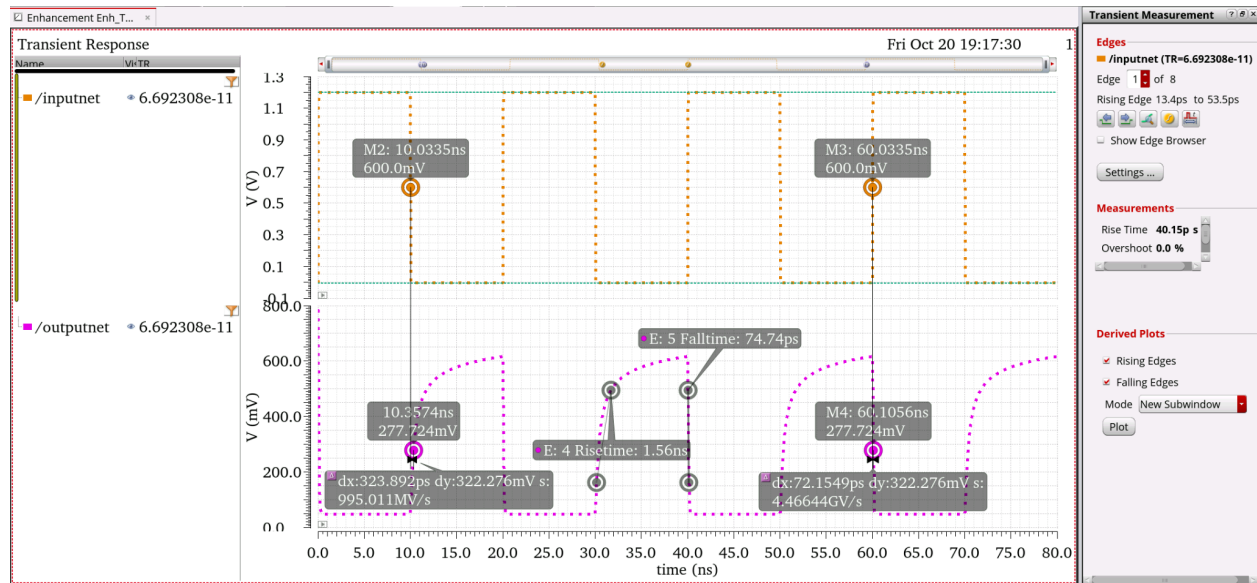 Enhancement Enh_T... ×
Transient Response
Fri Oct 20 19:17:30 1
Name Vi TR
/inputnet 6.692308e-11
/outputnet 6.692308e-11
1.3
1.1
0.9
0.7
0.5
0.3
0.1
-0.1
V (V)
M2: 10.0335ns
600.0mV
M3: 60.0335ns
600.0mV
800.0
600.0
400.0
200.0
0.0
V (mV)
E: 5 Falltime: 74.74ps
10.3574ns
277.724mV
E: 4 Risetime: 1.56ns
M4: 60.1056ns
277.724mV
dx:323.892ps dy:322.276mV s:
995.011MV/s
dx:72.1549ps dy:322.276mV s:
4.46644GV/s
0.0 5.0 10.0 15.0 20.0 25.0 30.0 35.0 40.0 45.0 50.0 55.0 60.0 65.0 70.0 75.0 80.0
time (ns)
Transient Measurement
Edges
/inputnet (TR=6.692308e-11)
Edge 1 of 8
Rising Edge 13.4ps to 53.5ps
Show Edge Browser
Settings ...
Measurements
Rise Time 40.15p s
Overshoot 0.0 %
Derived Plots
Rising Edges
Falling Edges
Mode New Subwindow
Plot